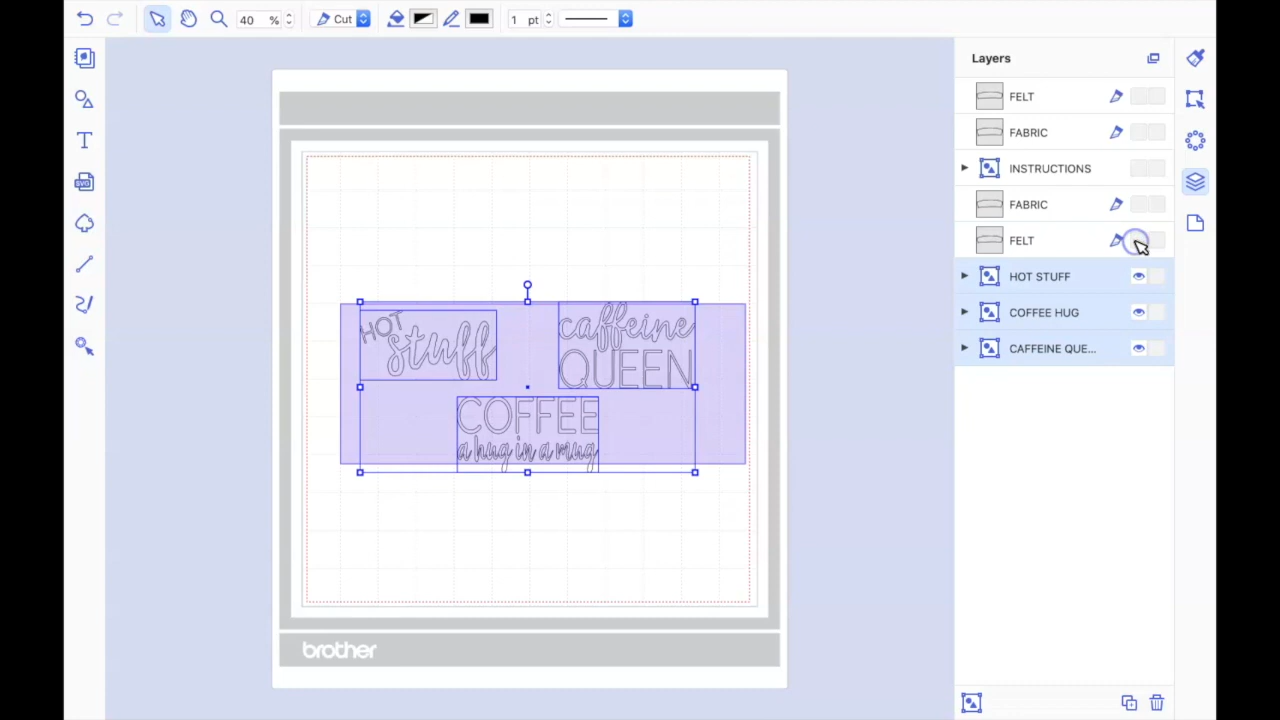 40 %
Cut
1 pt
Layers
FELT
FABRIC
INSTRUCTIONS
FABRIC
FELT
HOT STUFF
COFFEE HUG
CAFFEINE QUE...
SVG
HOT
stuff
caffeine
QUEEN
COFFEE
a hug in a mug
brother